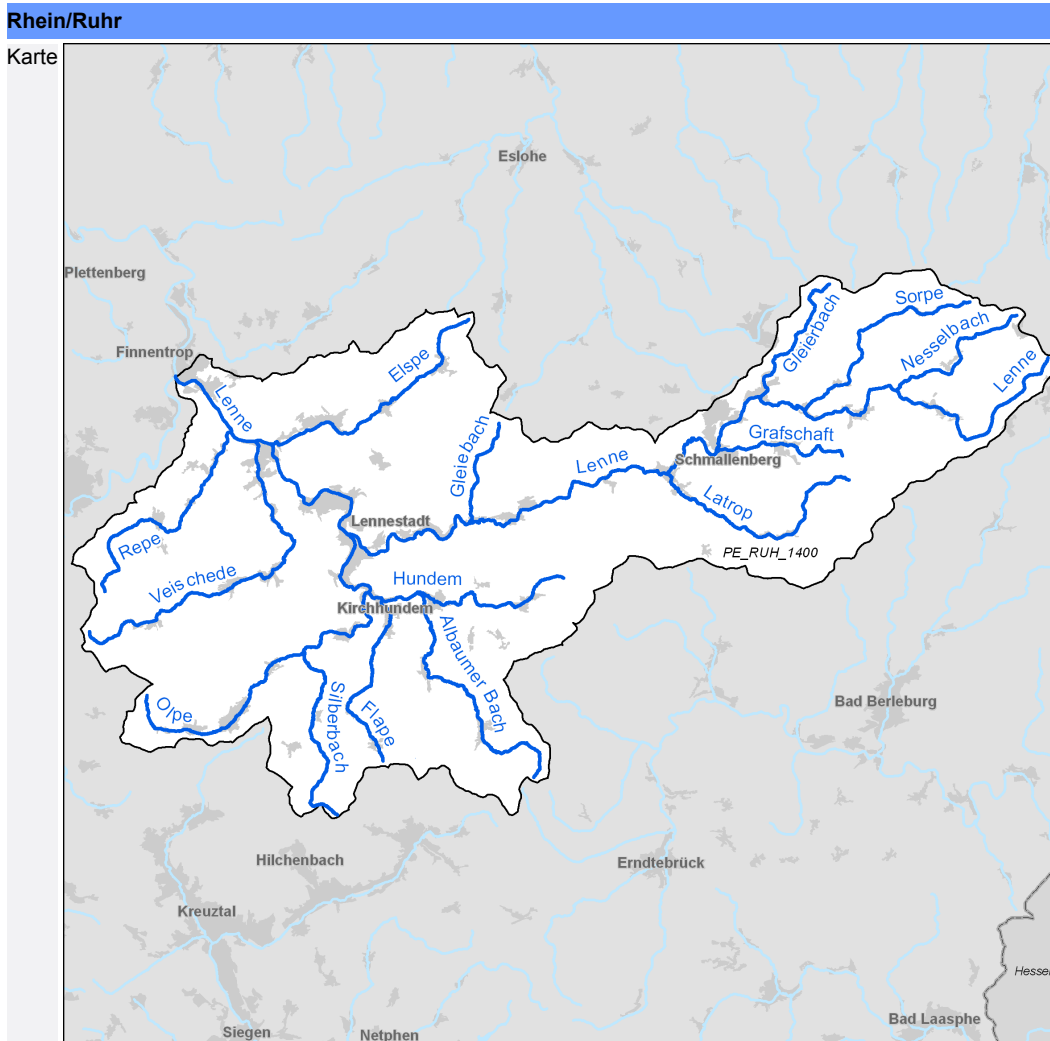 Rhein/Ruhr
Karte
Eslohe
Plettenberg
Finnentrop
Gleierbach
Sorpe
Nesselbach
Lenne
Elspe
Lenne
Gleiebach
Grafschaft
Schmallenberg
Lenne
Latrop
Lennestadt
PE_RUH_1400
Repe
Veischede
Hundem
Kirchhundem
Albaumer Bach
Olpe
Silberbach
Flape
Bad Berleburg
Hilchenbach
Erndtebrück
Kreuztal
Hessen
Siegen
Netphen
Bad Laasphe